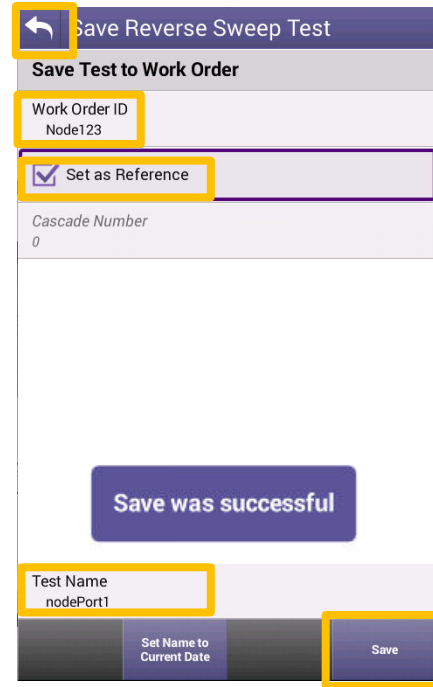 Save Reverse Sweep Test
Save Test to Work Order
Work Order ID
Node123
Set as Reference
Cascade Number
0
Save was successful
Test Name
nodePort1
Set Name to
Current Date
Save